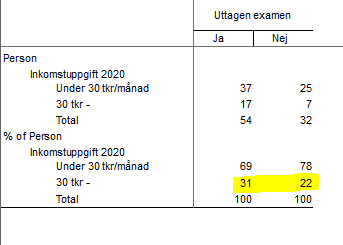 Uttagen examen
Ja Nej
Person
Inkomstuppgift 2020
Under 30 tkr/månad 37 25
30 tkr - 17 7
Total 54 32
% of Person
Inkomstuppgift 2020
Under 30 tkr/månad 69 78
30 tkr - 31 22
Total 100 100